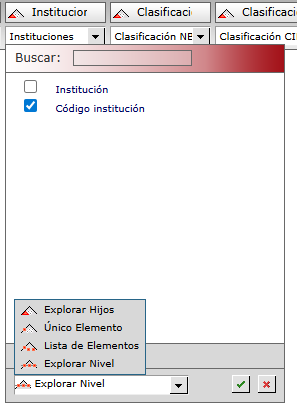 Institucior Clasificaci Clasificaci
Instituciones Clasificación NE Clasificación CI
Buscar:
Institución
Código institución
Explorar Hijos
Único Elemento
Lista de Elementos
Explorar Nivel
Explorar Nivel